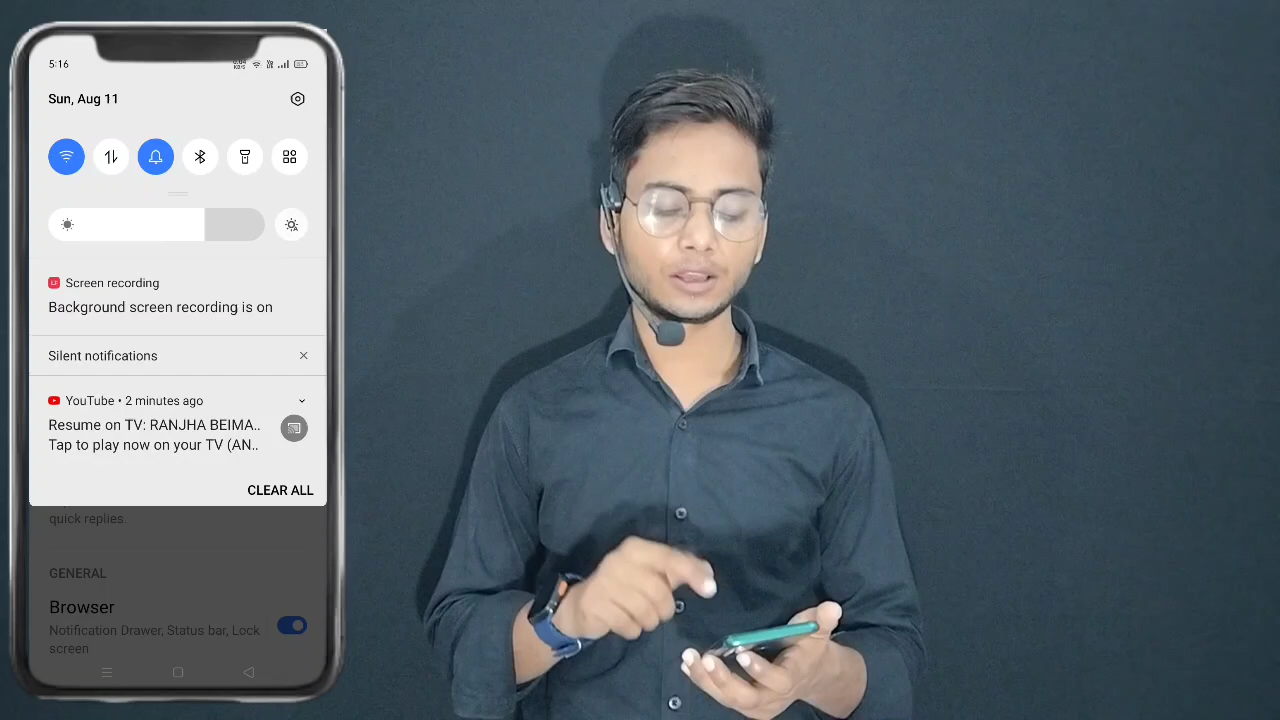 5:16
Sun, Aug 11
Screen recording
Background screen recording is on
Silent notifications
YouTube • 2 minutes ago
Resume on TV: RANJHA BEIMA..
Tap to play now on your TV (AN..
CLEAR ALL
quick replies.
GENERAL
Browser
Notification Drawer, Status bar, Lock
screen